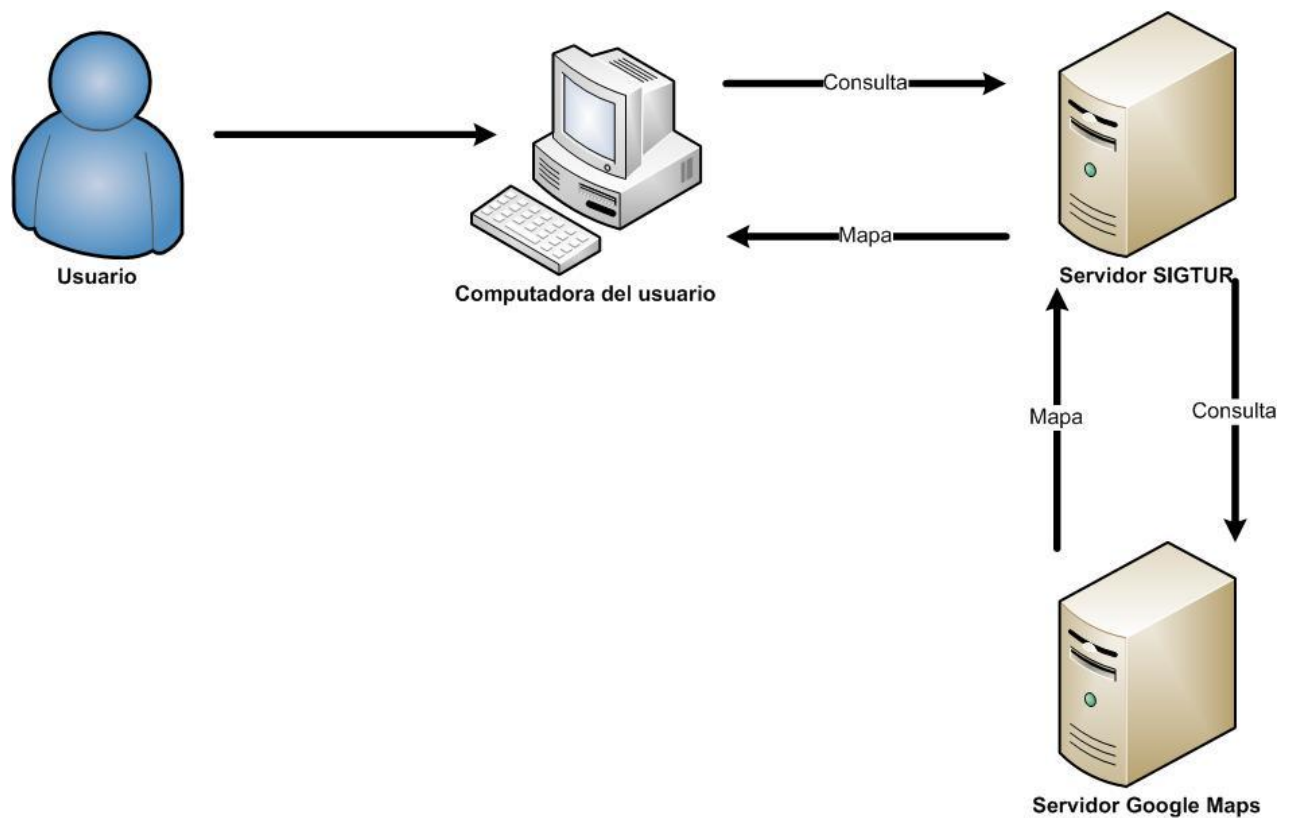 Consulta
Mapa
Usuario
Computadora del usuario
Servidor SIGTUR
Mapa
Consulta
Servidor Google Maps